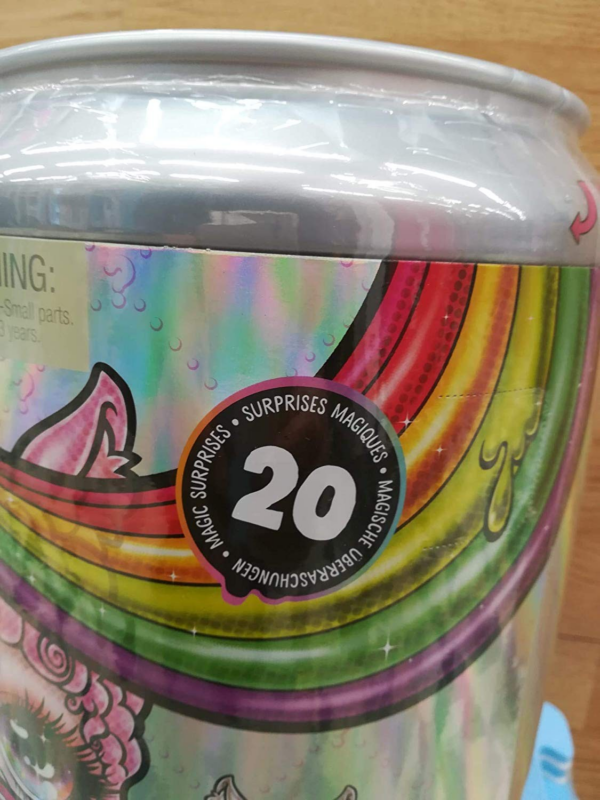 ING:
-Small parts.
3 years.
• MAGIC SURPRISES • SURPRISES MAGIQUES • MAGISCHE ÜBERRASCHUNGEN
20